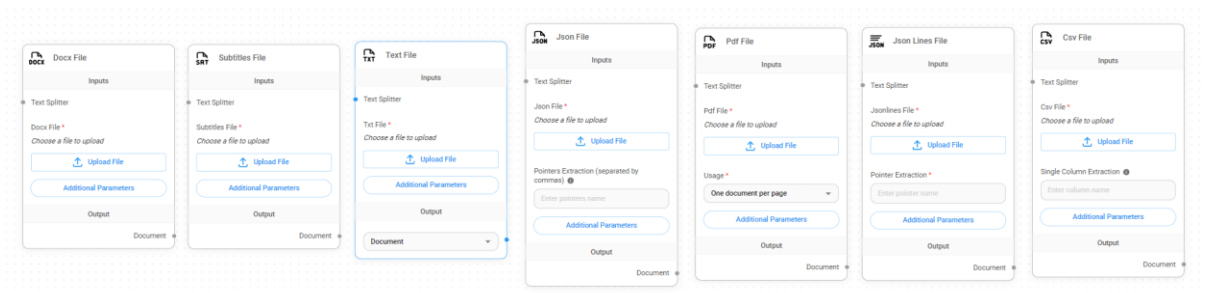 DOCX
Docx File
Inputs
Text Splitter
Docx File *
Choose a file to upload
Upload File
Additional Parameters
Output
Document
SRT
Subtitles File
Inputs
Text Splitter
Subtitles File *
Choose a file to upload
Upload File
Additional Parameters
Output
Document
TXT
Text File
Inputs
Text Splitter
Txt File *
Choose a file to upload
Upload File
Additional Parameters
Output
Document
JSON
Json File
Inputs
Text Splitter
Json File *
Choose a file to upload
Upload File
Pointers Extraction (separated by
commas)
Enter pointers name
Additional Parameters
Output
Document
PDF
Pdf File
Inputs
Text Splitter
Pdf File *
Choose a file to upload
Upload File
Usage *
One document per page
Additional Parameters
Output
Document
JSON
Json Lines File
Inputs
Text Splitter
Jsonlines File *
Choose a file to upload
Upload File
Pointer Extraction *
Enter pointer name
Additional Parameters
Output
Document
CSV
Csv File
Inputs
Text Splitter
Csv File *
Choose a file to upload
Upload File
Single Column Extraction
Enter column name
Additional Parameters
Output
Document